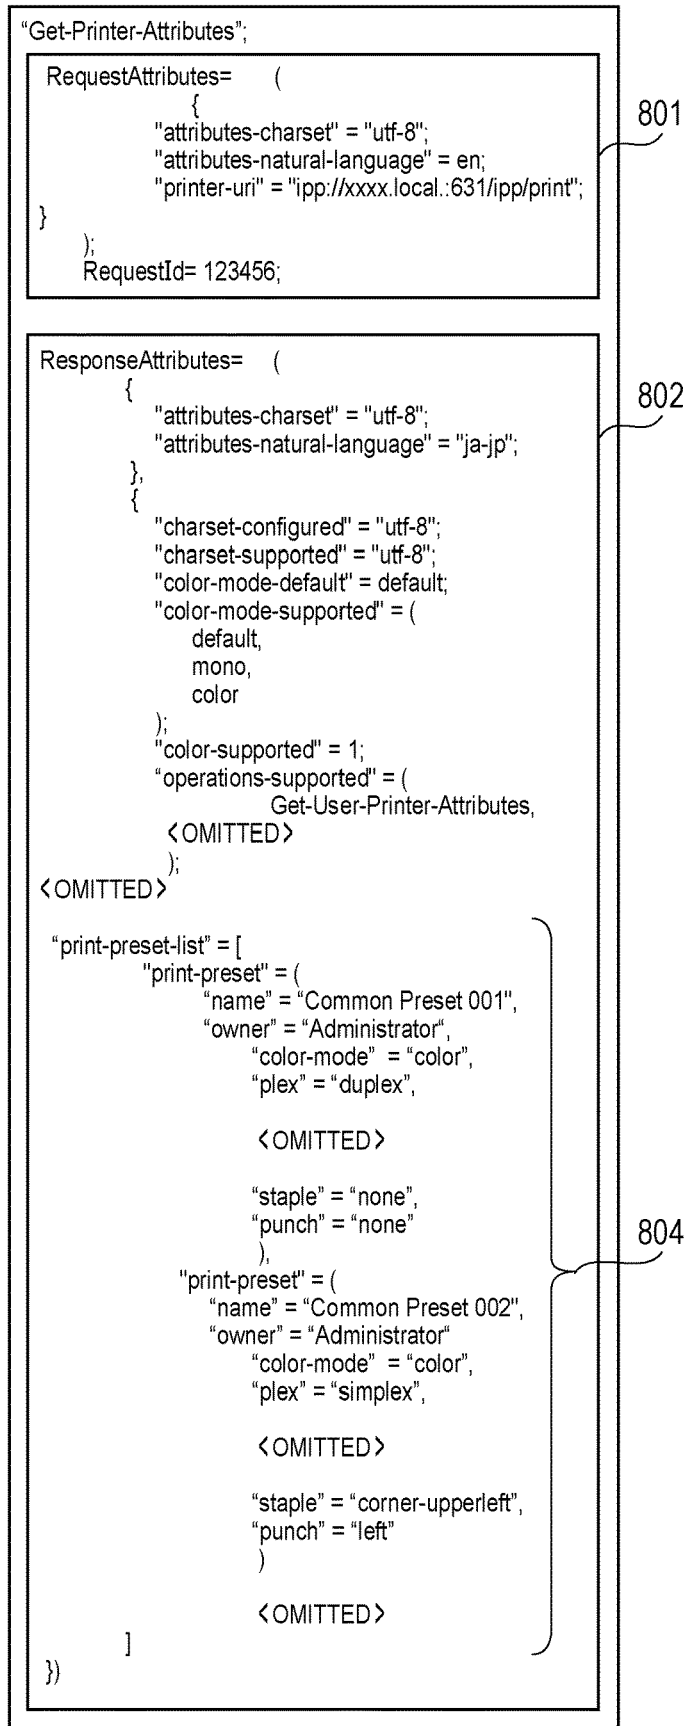 “Get-Printer-Attributes”;
RequestAttributes= (
{
"attributes-charset" = "utf-8";
"attributes-natural-language" = en;
"printer-uri" = "ipp://xxxx.local.:631/ipp/print";
}
);
RequestId= 123456;
801
ResponseAttributes= (
{
"attributes-charset" = "utf-8";
"attributes-natural-language" = "ja-jp";
},
{
"charset-configured" = "utf-8";
"charset-supported" = "utf-8";
"color-mode-default" = default;
"color-mode-supported" = (
default,
mono,
color
);
"color-supported" = 1;
“operations-supported" = (
Get-User-Printer-Attributes,
<OMITTED>
);
<OMITTED>
802
“print-preset-list” = [
"print-preset" = (
“name” = “Common Preset 001",
“owner” = “Administrator“,
“color-mode” = “color”,
“plex” = “duplex”,
<OMITTED>
“staple” = “none”,
“punch” = “none”
),
"print-preset" = (
“name” = “Common Preset 002",
“owner” = “Administrator“
“color-mode” = “color”,
“plex” = “simplex”,
<OMITTED>
“staple” = “corner-upperleft”,
“punch” = “left”
)
<OMITTED>
]
})
804